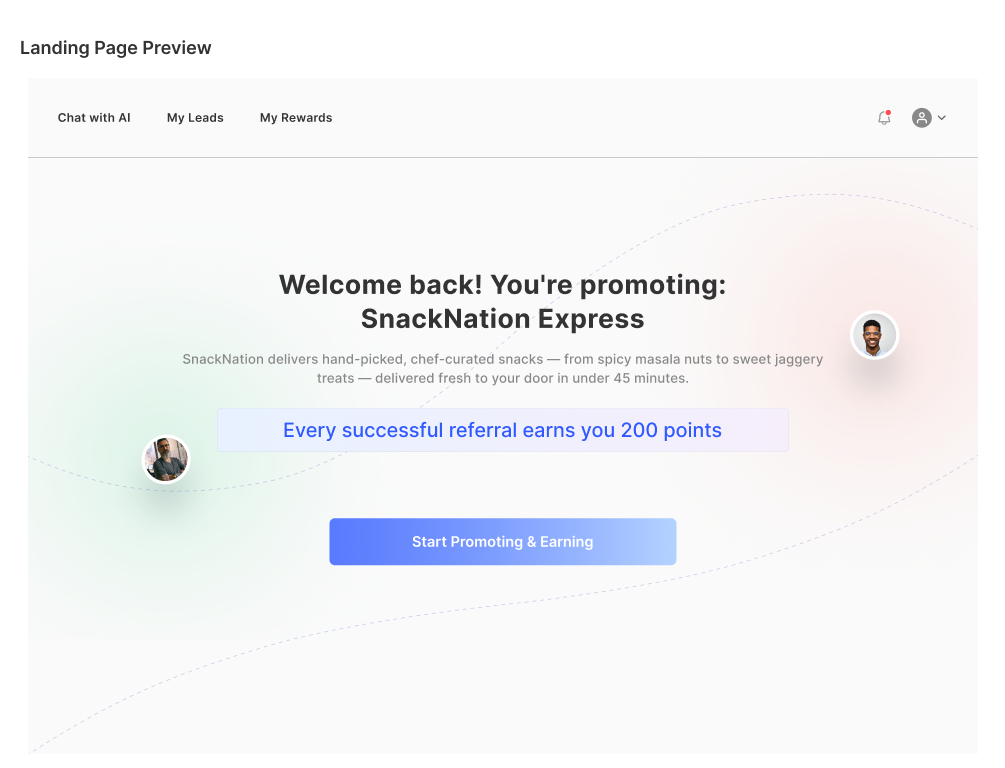 Landing Page Preview
Chat with AI
My Leads
My Rewards
Welcome back! You're promoting:
SnackNation Express
SnackNation delivers hand-picked, chef-curated snacks — from spicy masala nuts to sweet jaggery
treats — delivered fresh to your door in under 45 minutes.
Every successful referral earns you 200 points
Start Promoting & Earning